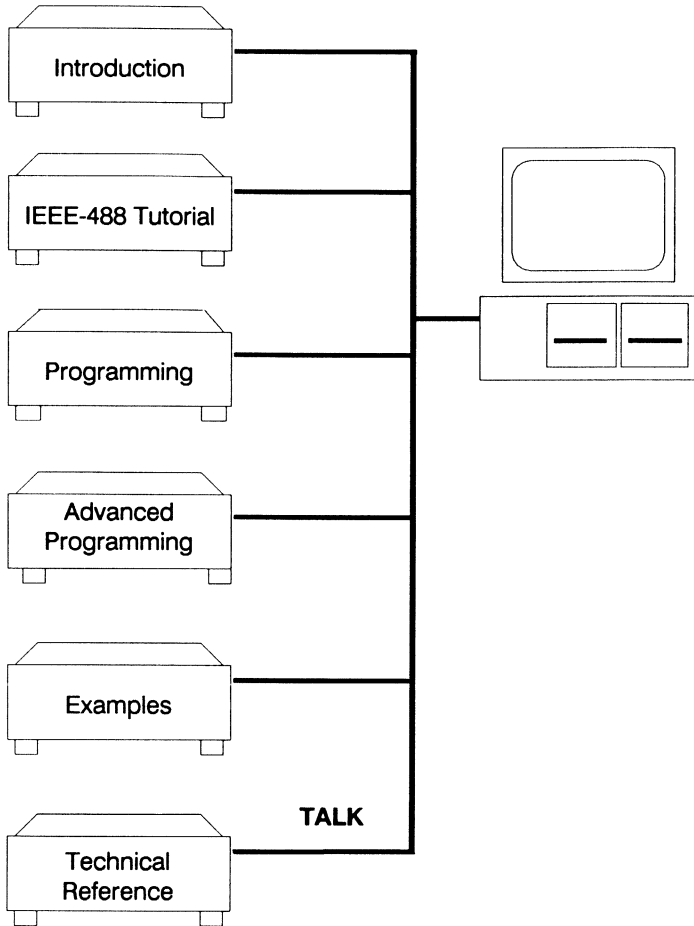 Introduction
IEEE-488 Tutorial
Programming
Advanced
Programming
Examples
TALK
Technical
Reference